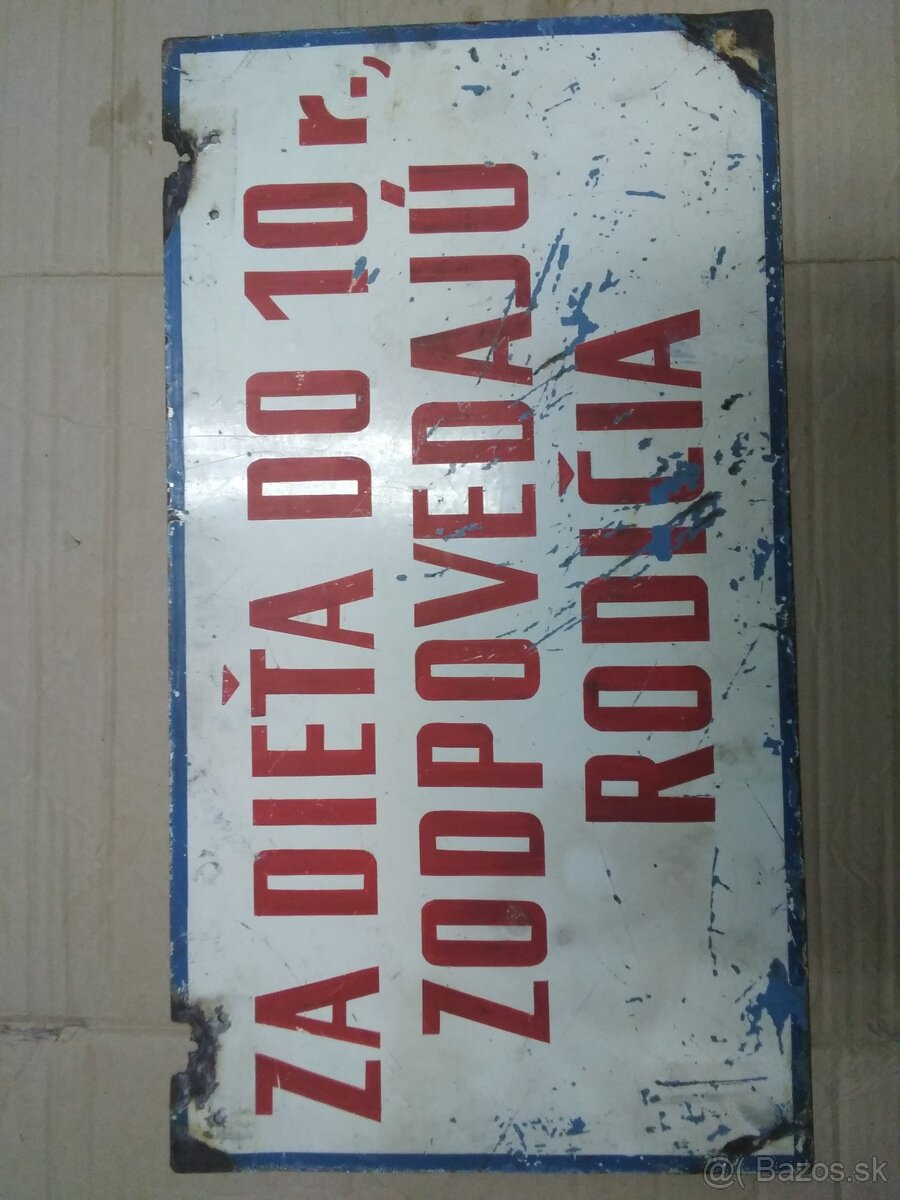 ZA DIEŤA DO 10 r.,
ZODPOVEDAJÚ
RODIČIA
@( Bazos.sk